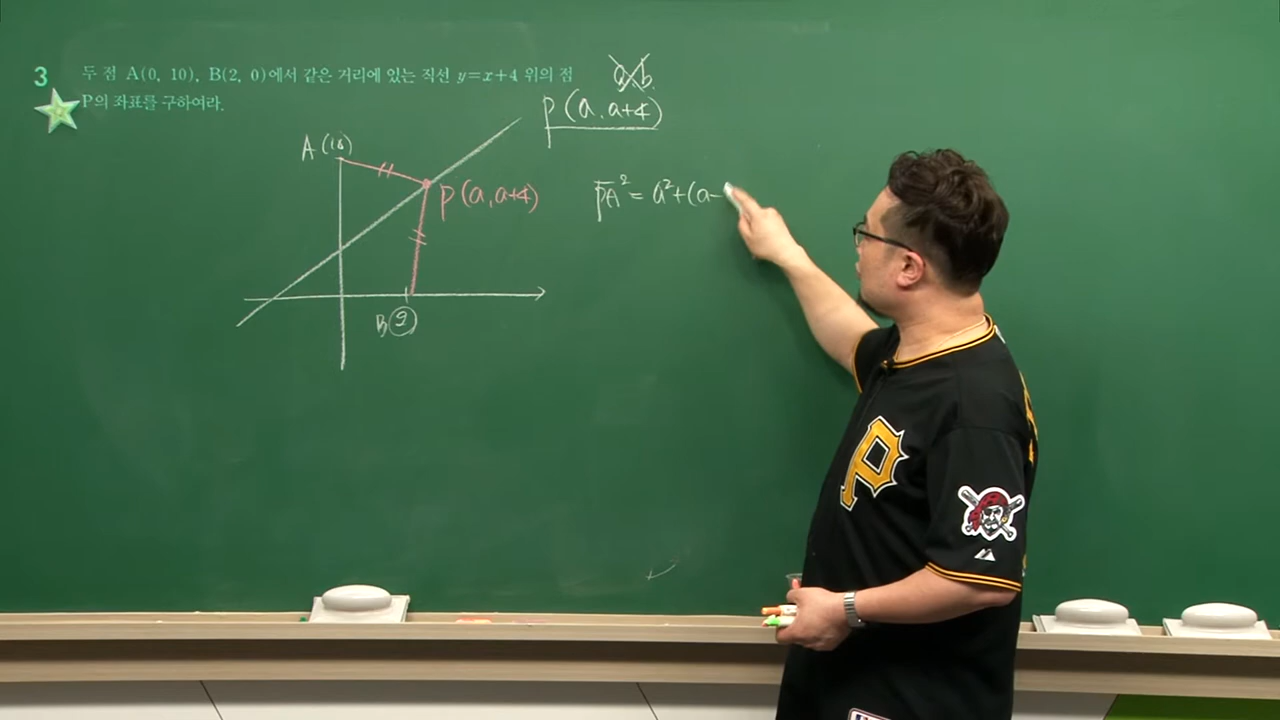 3 두 점 A(0, 10), B(2, 0)에서 같은 거리에 있는 직선 y=x+4 위의 점
P의 좌표를 구하여라.
a, b
P(a, a+4)
A(10)
P(a, a+4)
B 2
PA² = a²+(a-
P